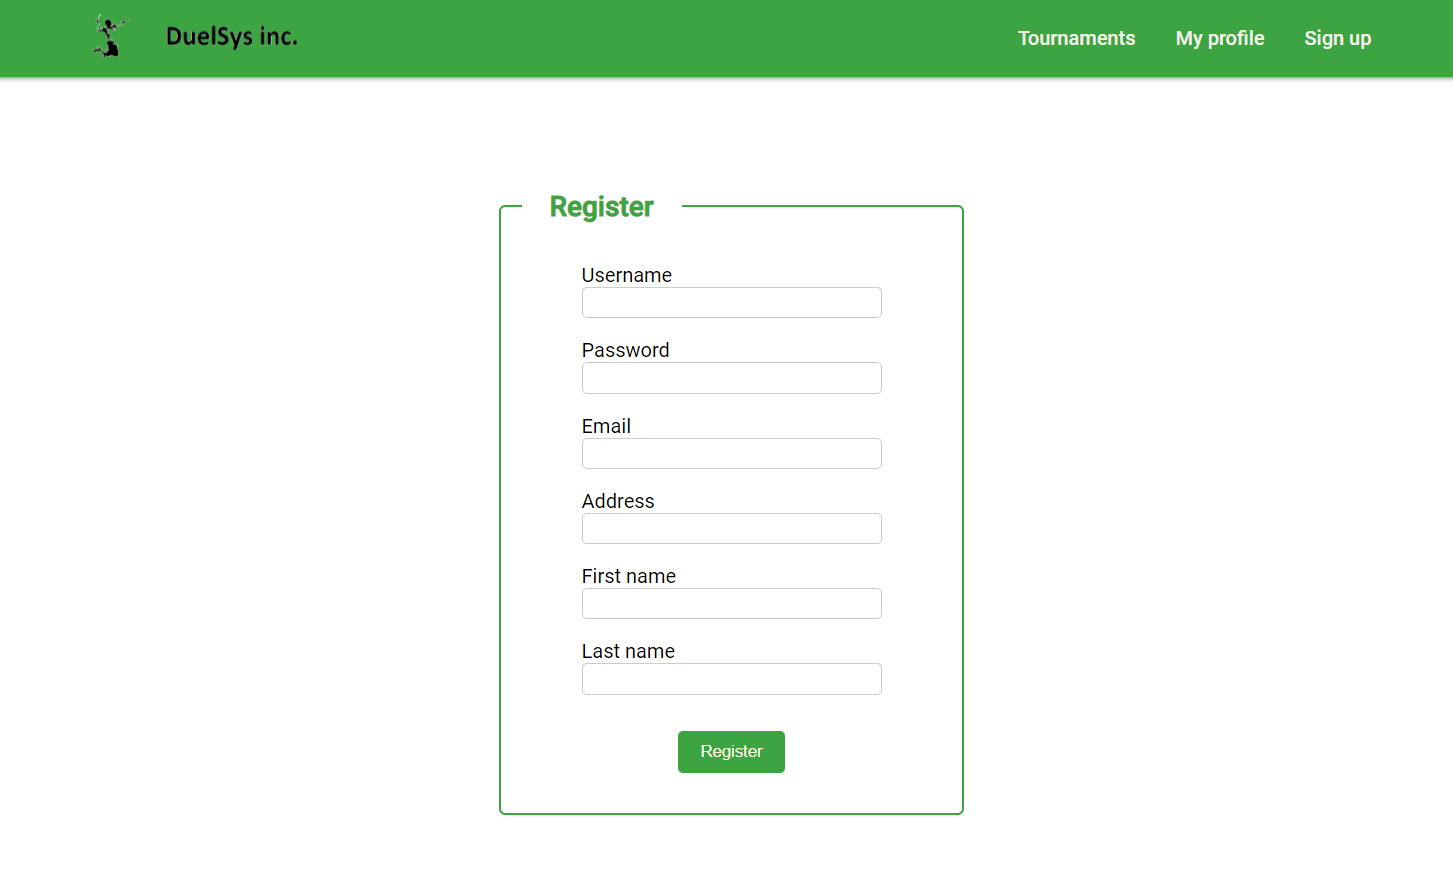 DuelSys inc.
Tournaments My profile Sign up
Register
Username
Password
Email
Address
First name
Last name
Register